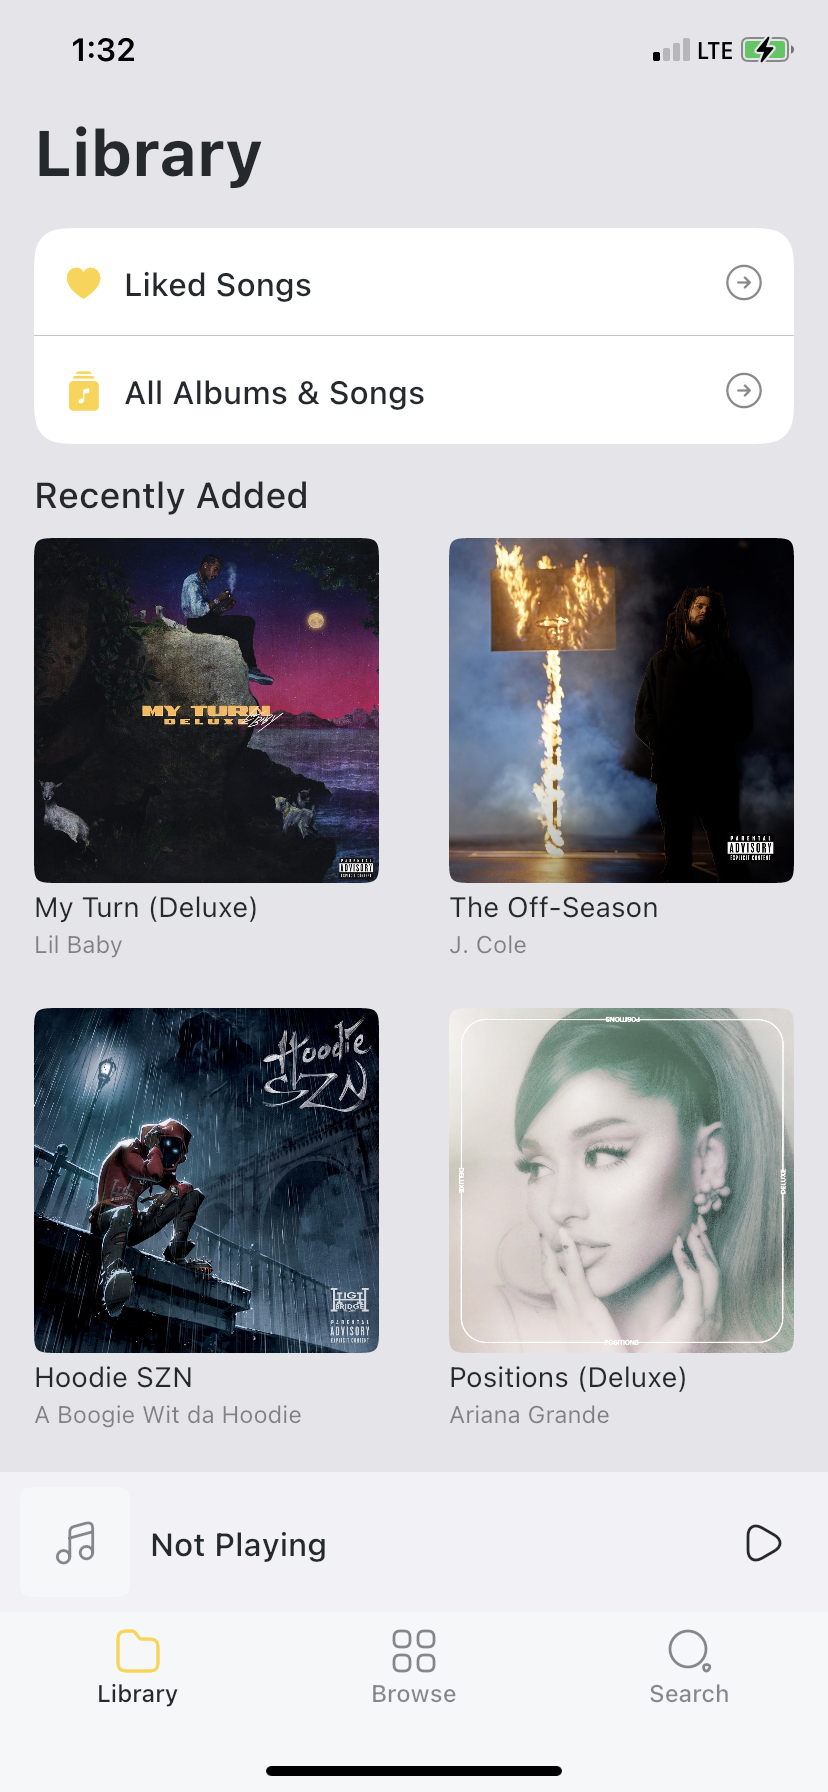 1:32
LTE
Library
Liked Songs
All Albums & Songs
Recently Added
MY TURN
DELUXE
PARENTAL
ADVISORY
EXPLICIT CONTENT
PARENTAL
ADVISORY
EXPLICIT CONTENT
My Turn (Deluxe)
The Off-Season
Lil Baby
J. Cole
Hoodie
SZN
HIGH
BRIDGE
PARENTAL
ADVISORY
EXPLICIT CONTENT
POSITIONS
DELUXE
DELUXE
POSITIONS
Hoodie SZN
Positions (Deluxe)
A Boogie Wit da Hoodie
Ariana Grande
Not Playing
Library
Browse
Search